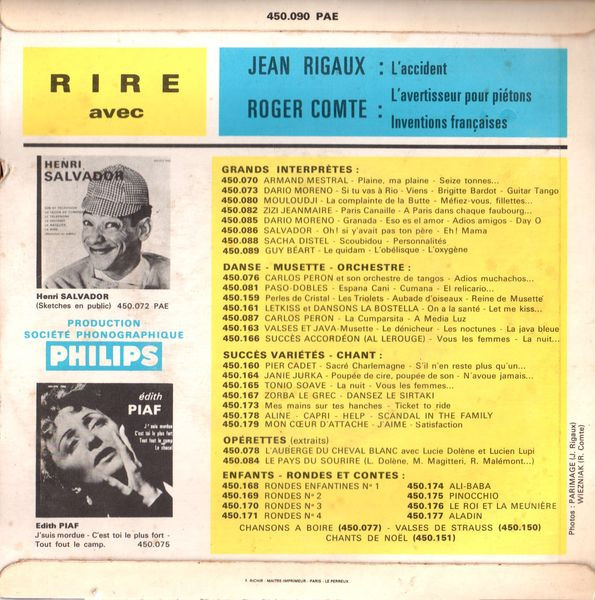 450.090 PAE
RIRE
avec
JEAN RIGAUX : L'accident
ROGER COMTE : L'avertisseur pour piétons
Inventions françaises
HENRI
SALVADOR
Henri SALVADOR
(Sketches en public) 450.072 PAE
PRODUCTION
SOCIÉTÉ PHONOGRAPHIQUE
PHILIPS
édith
PIAF
J'suis mordue
C'est toi le plus fort
Tout fout le camp
Le chacal
Edith PIAF
J'suis mordue - C'est toi le plus fort -
Tout fout le camp. 450.075
GRANDS INTERPRÈTES :
450.070 ARMAND MESTRAL - Plaine, ma plaine - Seize tonnes...
450.073 DARIO MORENO - Si tu vas à Rio - Viens - Brigitte Bardot - Guitar Tango
450.080 MOULOUDJI - La complainte de la Butte - Méfiez-vous, fillettes...
450.082 ZIZI JEANMAIRE - Paris Canaille - A Paris dans chaque faubourg...
450.085 DARIO MORENO - Granada - Eso es el amor - Adios amigos - Day O
450.086 SALVADOR - Oh ! si y'avait pas ton père - Eh ! Mama
450.088 SACHA DISTEL - Scoubidou - Personnalités
450.089 GUY BÉART - Le quidam - L'obélisque - L'oxygène
DANSE - MUSETTE - ORCHESTRE :
450.076 CARLOS PERON et son orchestre de tangos - Adios muchachos...
450.081 PASO-DOBLES - Espana Cani - Cumana - El relicario...
450.159 Perles de Cristal - Les Triolets - Aubade d'oiseaux - Reine de Musette
450.161 LETKISS et DANSONS LA BOSTELLA - On a la santé - Let me kiss...
450.087 CARLOS PERON - La Cumparsita - A Media Luz
450.163 VALSES ET JAVA-Musette - Le dénicheur - Les noctunes - La java bleue
450.166 SUCCÈS ACCORDÉON (AL LEROUGE) - Vous les femmes - La nuit...
SUCCÈS VARIÉTÉS - CHANT :
450.160 PIER CADET - Sacré Charlemagne - S'il n'en reste plus qu'un...
450.164 JANIE JURKA - Poupée de cire, poupée de son - N'avoue jamais...
450.165 TONIO SOAVE - La nuit - Vous les femmes...
450.167 ZORBA LE GREC - DANSEZ LE SIRTAKI
450.173 Mes mains sur tes hanches - Ticket to ride
450.178 ALINE - CAPRI - HELP - SCANDAL IN THE FAMILY
450.179 MON CŒUR D'ATTACHE - J'AIME - Satisfaction
OPÉRETTES (extraits)
450.078 L'AUBERGE DU CHEVAL BLANC avec Lucie Dolène et Lucien Lupi
450.084 LE PAYS DU SOURIRE (L. Dolène, M. Magitteri, R. Malémont...)
ENFANTS - RONDES ET CONTES :
450.168 RONDES ENFANTINES N° 1 450.174 ALI-BABA
450.169 RONDES N° 2 450.175 PINOCCHIO
450.170 RONDES N° 3 450.176 LE ROI ET LA MEUNIÈRE
450.171 RONDES N° 4 450.177 ALADIN
CHANSONS A BOIRE (450.077) - VALSES DE STRAUSS (450.150)
CHANTS DE NOËL (450.151)
Photos : PARIMAGE (J. Rigaux)
WIEZNIAK (R. Comte)
F. RICHIR - MAITRE-IMPRIMEUR - PARIS - LE PERREUX